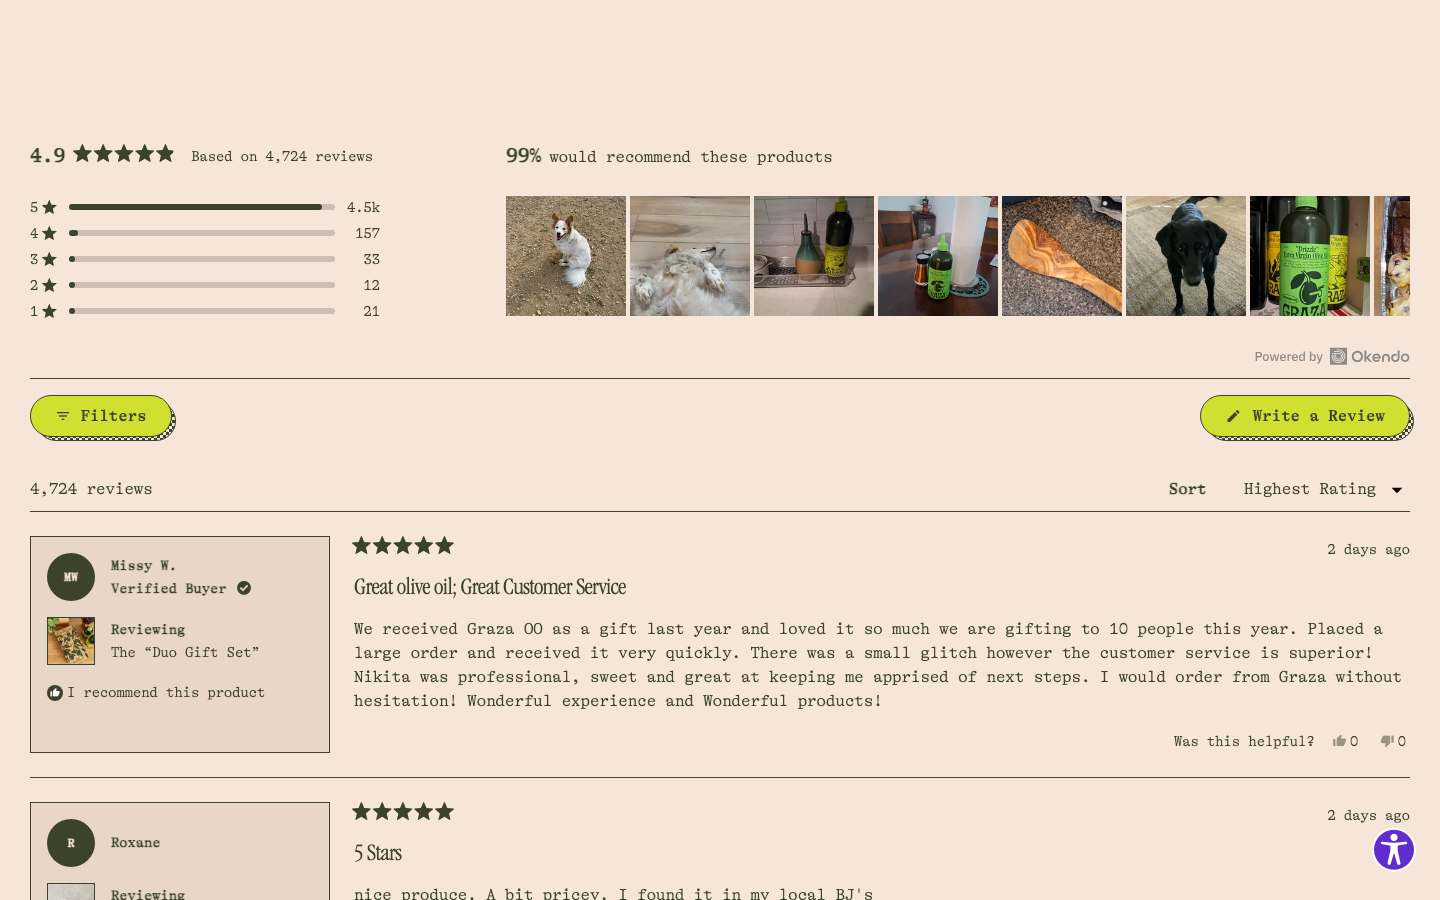 4.9 Based on 4,724 reviews
99% would recommend these products
5 4.5k
4 157
3 33
2 12
1 21
"Drizzle"
Extra Virgin Olive Oil
GRAZA
Powered by Okendo
Filters
Write a Review
4,724 reviews
Sort Highest Rating
MW
Missy W.
Verified Buyer
Reviewing
The “Duo Gift Set”
I recommend this product
2 days ago
Great olive oil; Great Customer Service
We received Graza OO as a gift last year and loved it so much we are gifting to 10 people this year. Placed a
large order and received it very quickly. There was a small glitch however the customer service is superior!
Nikita was professional, sweet and great at keeping me apprised of next steps. I would order from Graza without
hesitation! Wonderful experience and Wonderful products!
Was this helpful? 0 0
R
Roxane
Reviewing
2 days ago
5 Stars
nice produce. A bit pricey. I found it in my local BJ's